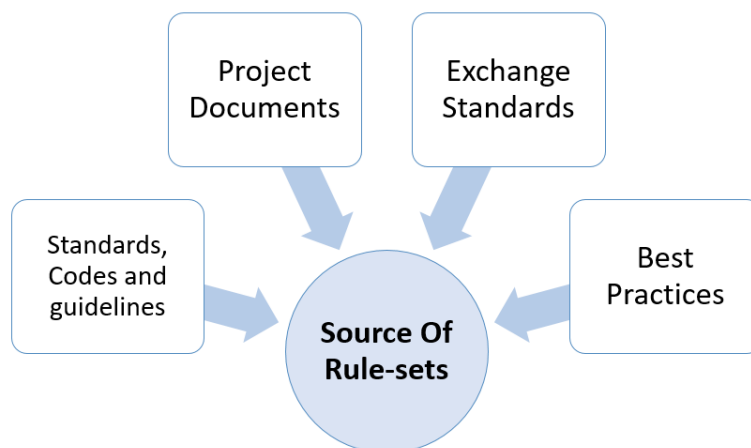 Project
Documents
Exchange
Standards
Standards,
Codes and
guidelines
Best
Practices
Source Of
Rule-sets